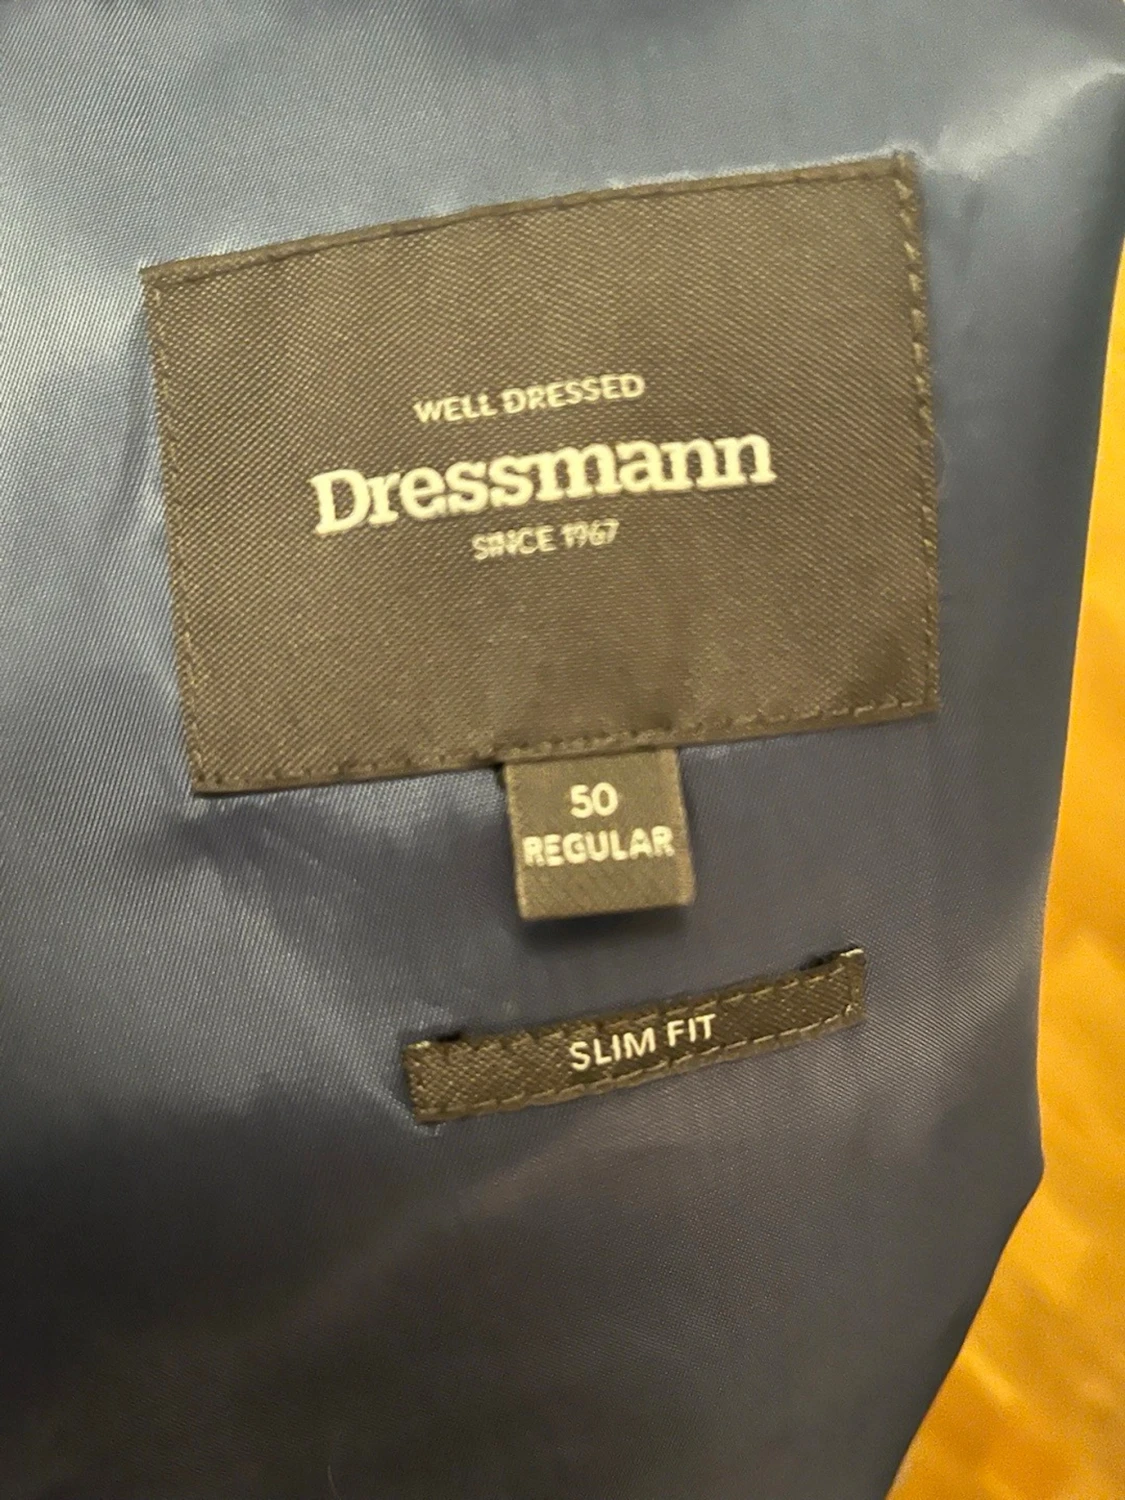 WELL DRESSED
Dressmann
SINCE 1967
50
REGULAR
SLIM FIT